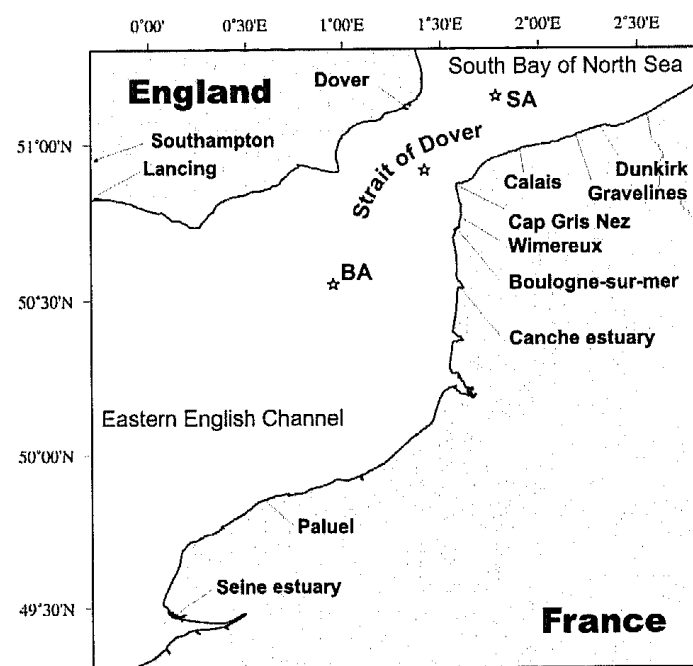 0°00' 0°30'E 1°00'E 1°30'E 2°00'E 2°30'E
South Bay of North Sea
England
Dover
SA
51°00'N
Southampton
Lancing
Strait of Dover
Calais
Dunkirk
Gravelines
Cap Gris Nez
Wimereux
BA
Boulogne-sur-mer
50°30'N
Canche estuary
Eastern English Channel
50°00'N
Paluel
Seine estuary
49°30'N
France